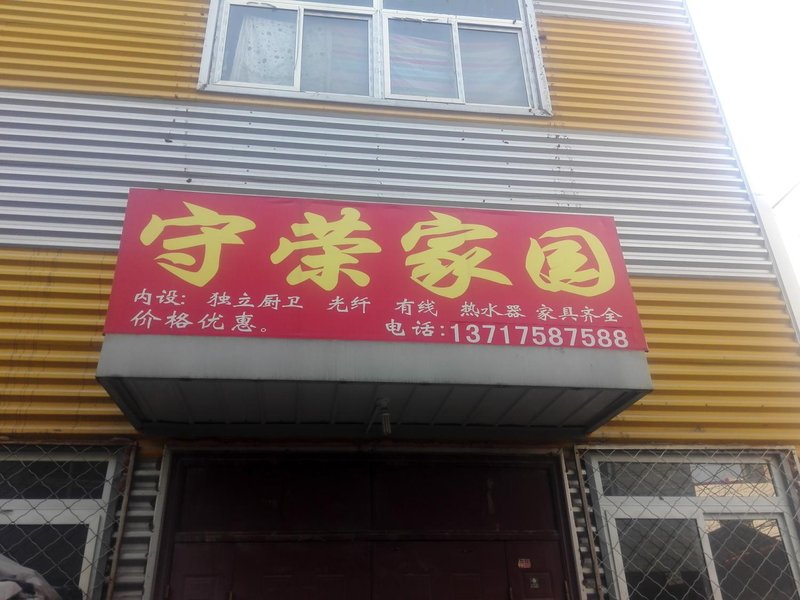 守荣家园
内设： 独立厨卫 光纤 有线 热水器 家具齐全
价格优惠。 电话:13717587588